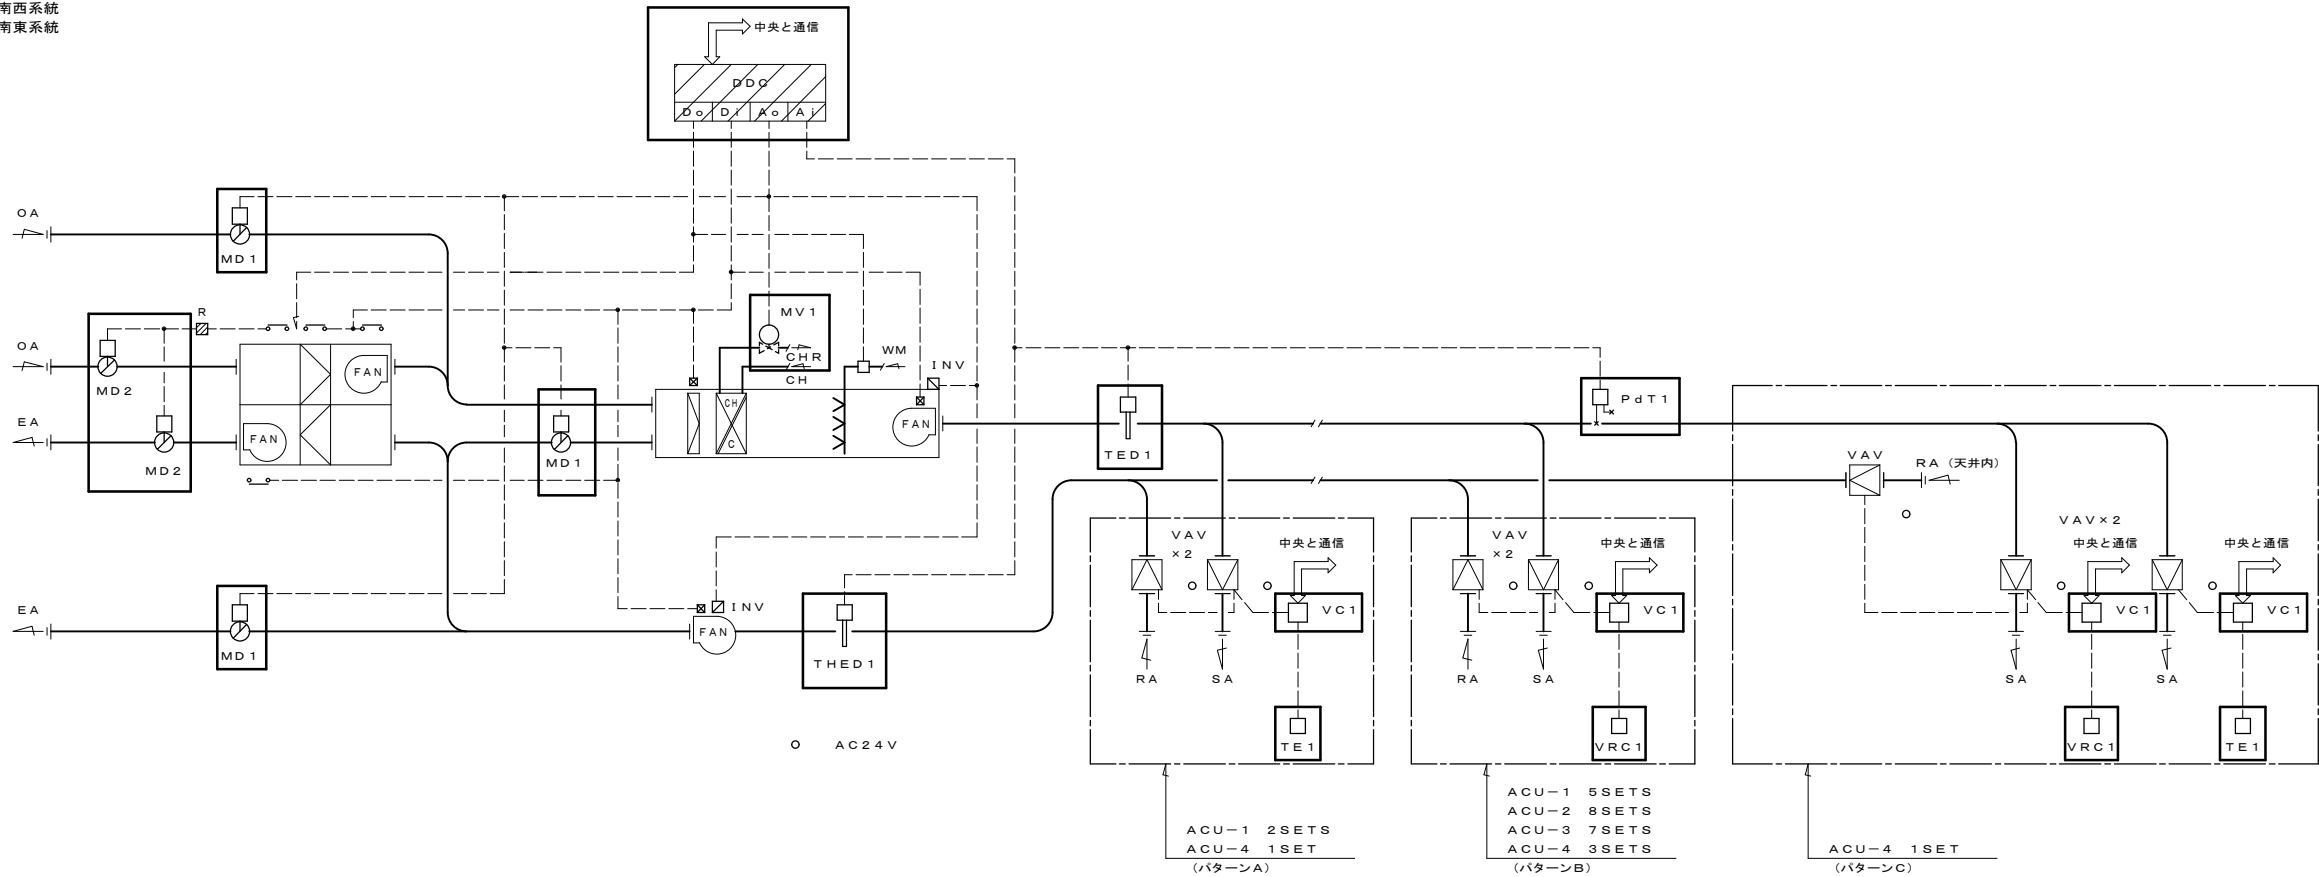 南西系統
南東系統
中央と通信
DDC
Do Di Ao Ai
OA
MD1
MV1
R
CHR
WM
INV
CH
OA
FAN
MD2
CH
PdT1
EA
FAN
C
FAN
TED1
MD1
MD2
VAV
RA (天井内)
VAV
×2
中央と通信
VAV
×2
中央と通信
VAV×2
中央と通信
中央と通信
EA
INV
VC1
VC1
VC1
VC1
FAN
MD1
THED1
RA
SA
RA
SA
SA
SA
AC24V
TE1
VRC1
VRC1
TE1
ACU-1 2SETS
ACU-4 1SET
(パターンA)
ACU-1 5SETS
ACU-2 8SETS
ACU-3 7SETS
ACU-4 3SETS
(パターンB)
ACU-4 1SET
(パターンC)